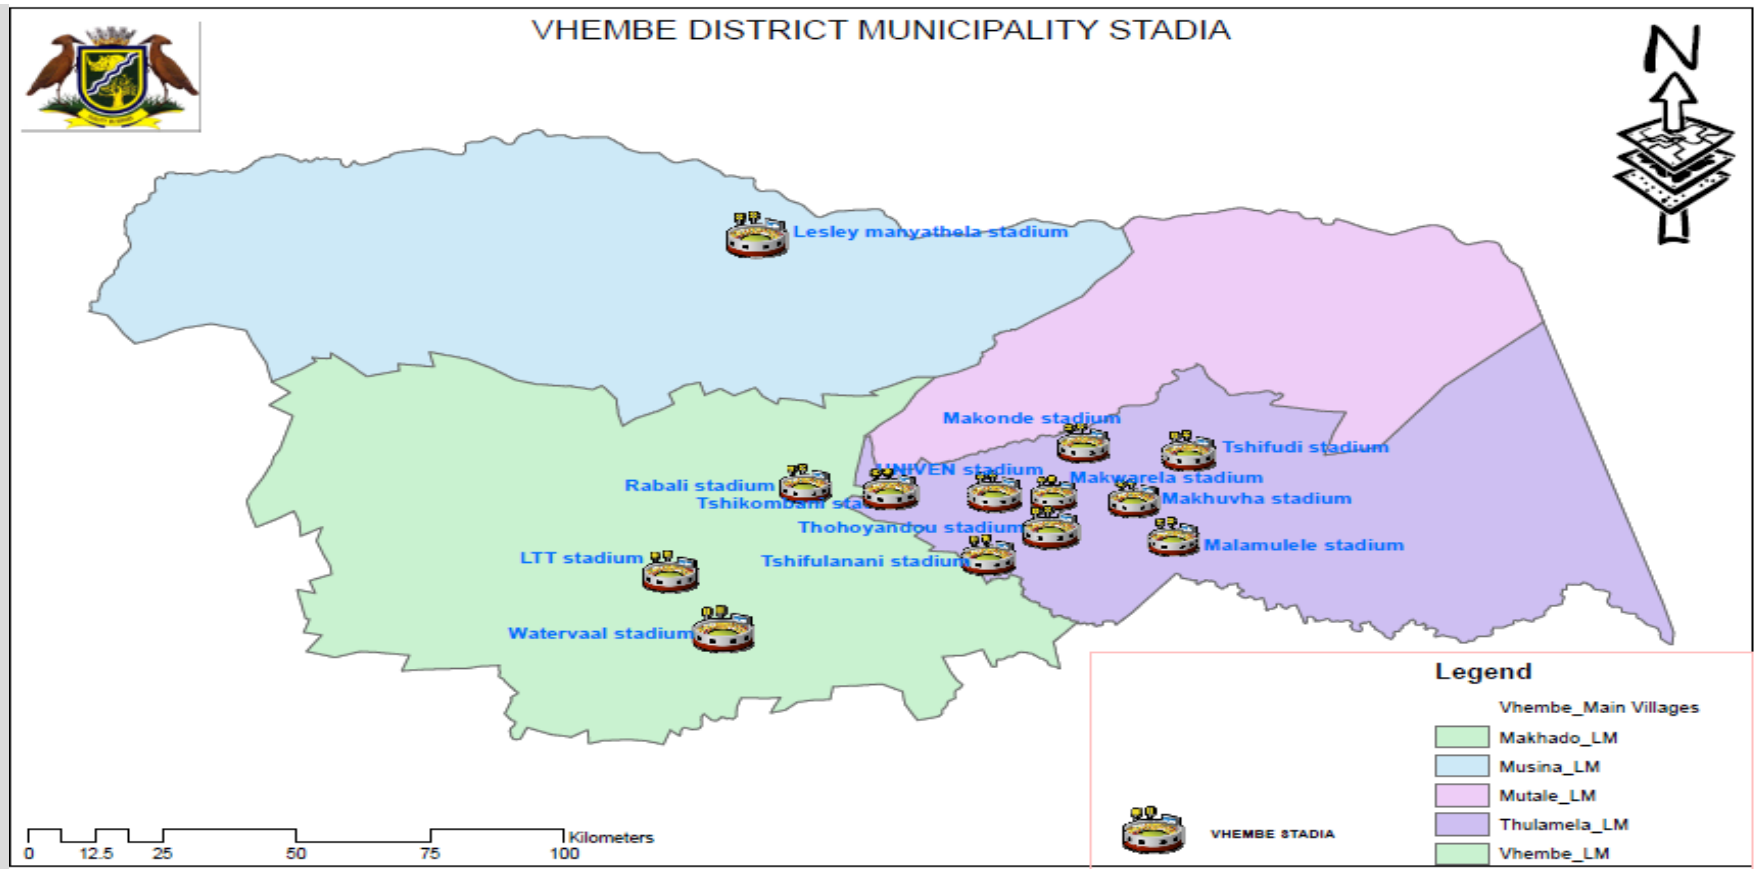 VHEMBE DISTRICT MUNICIPALITY STADIA
N
Lesley manyathela stadium
Makonde stadium
Tshifudi stadium
UNIVEN stadium
Makwarela stadium
Rabali stadium
Makhuvha stadium
Tshikombani sta
Thohoyandou stadium
Malamulele stadium
LTT stadium
Tshifulanani stadium
Watervaal stadium
Legend
Vhembe_Main Villages
Makhado_LM
Musina_LM
Mutale_LM
Thulamela_LM
Vhembe_LM
VHEMBE STADIA
Kilometers
0 12.5 25 50 75 100